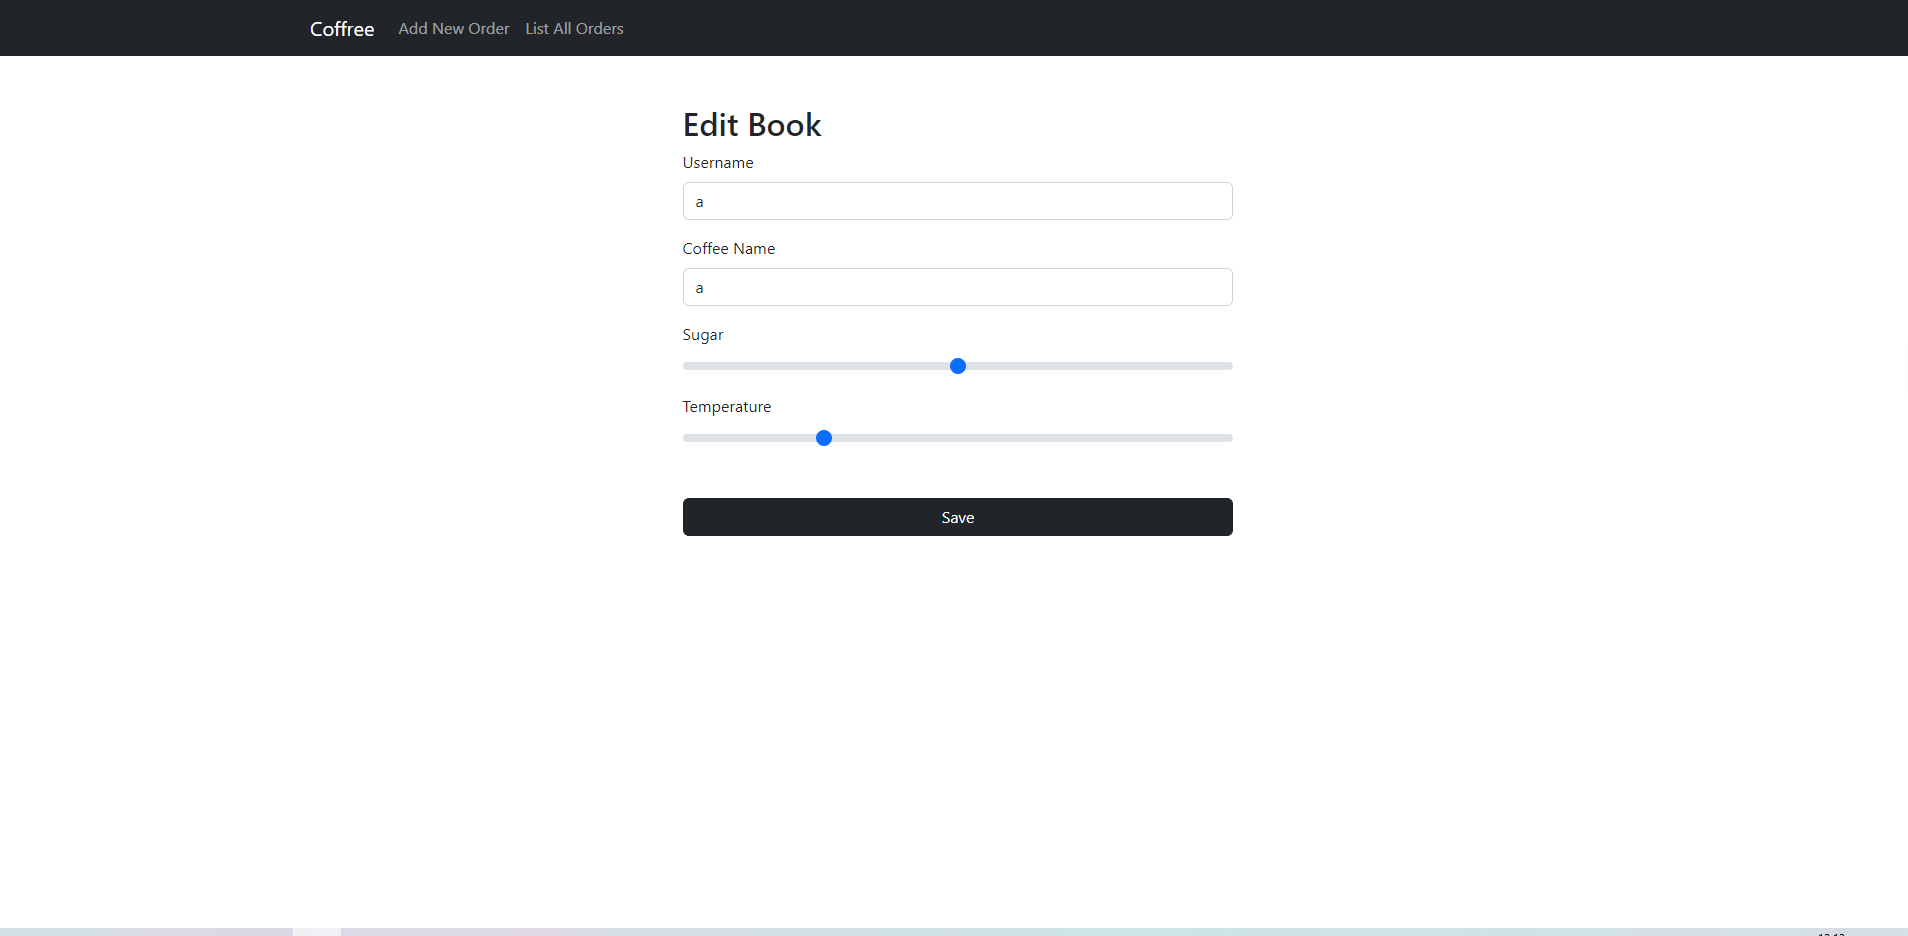 Coffree Add New Order List All Orders
Edit Book
Username
a
Coffee Name
a
Sugar
Temperature
Save